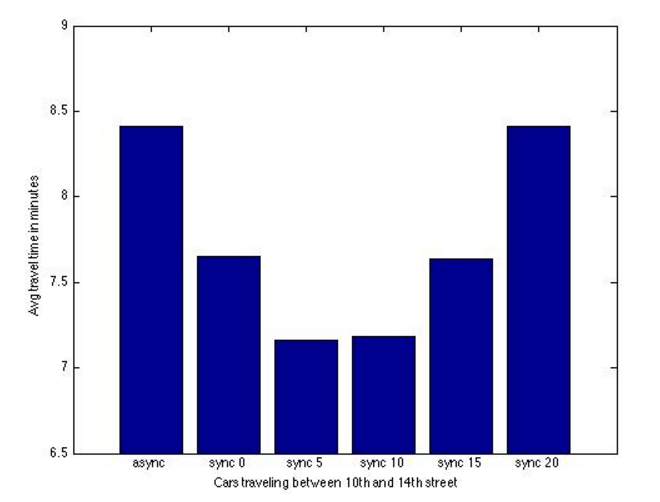 9
8.5
8
7.5
7
6.5
Avg travel time in minutes
async sync 0 sync 5 sync 10 sync 15 sync 20
Cars traveling between 10th and 14th street